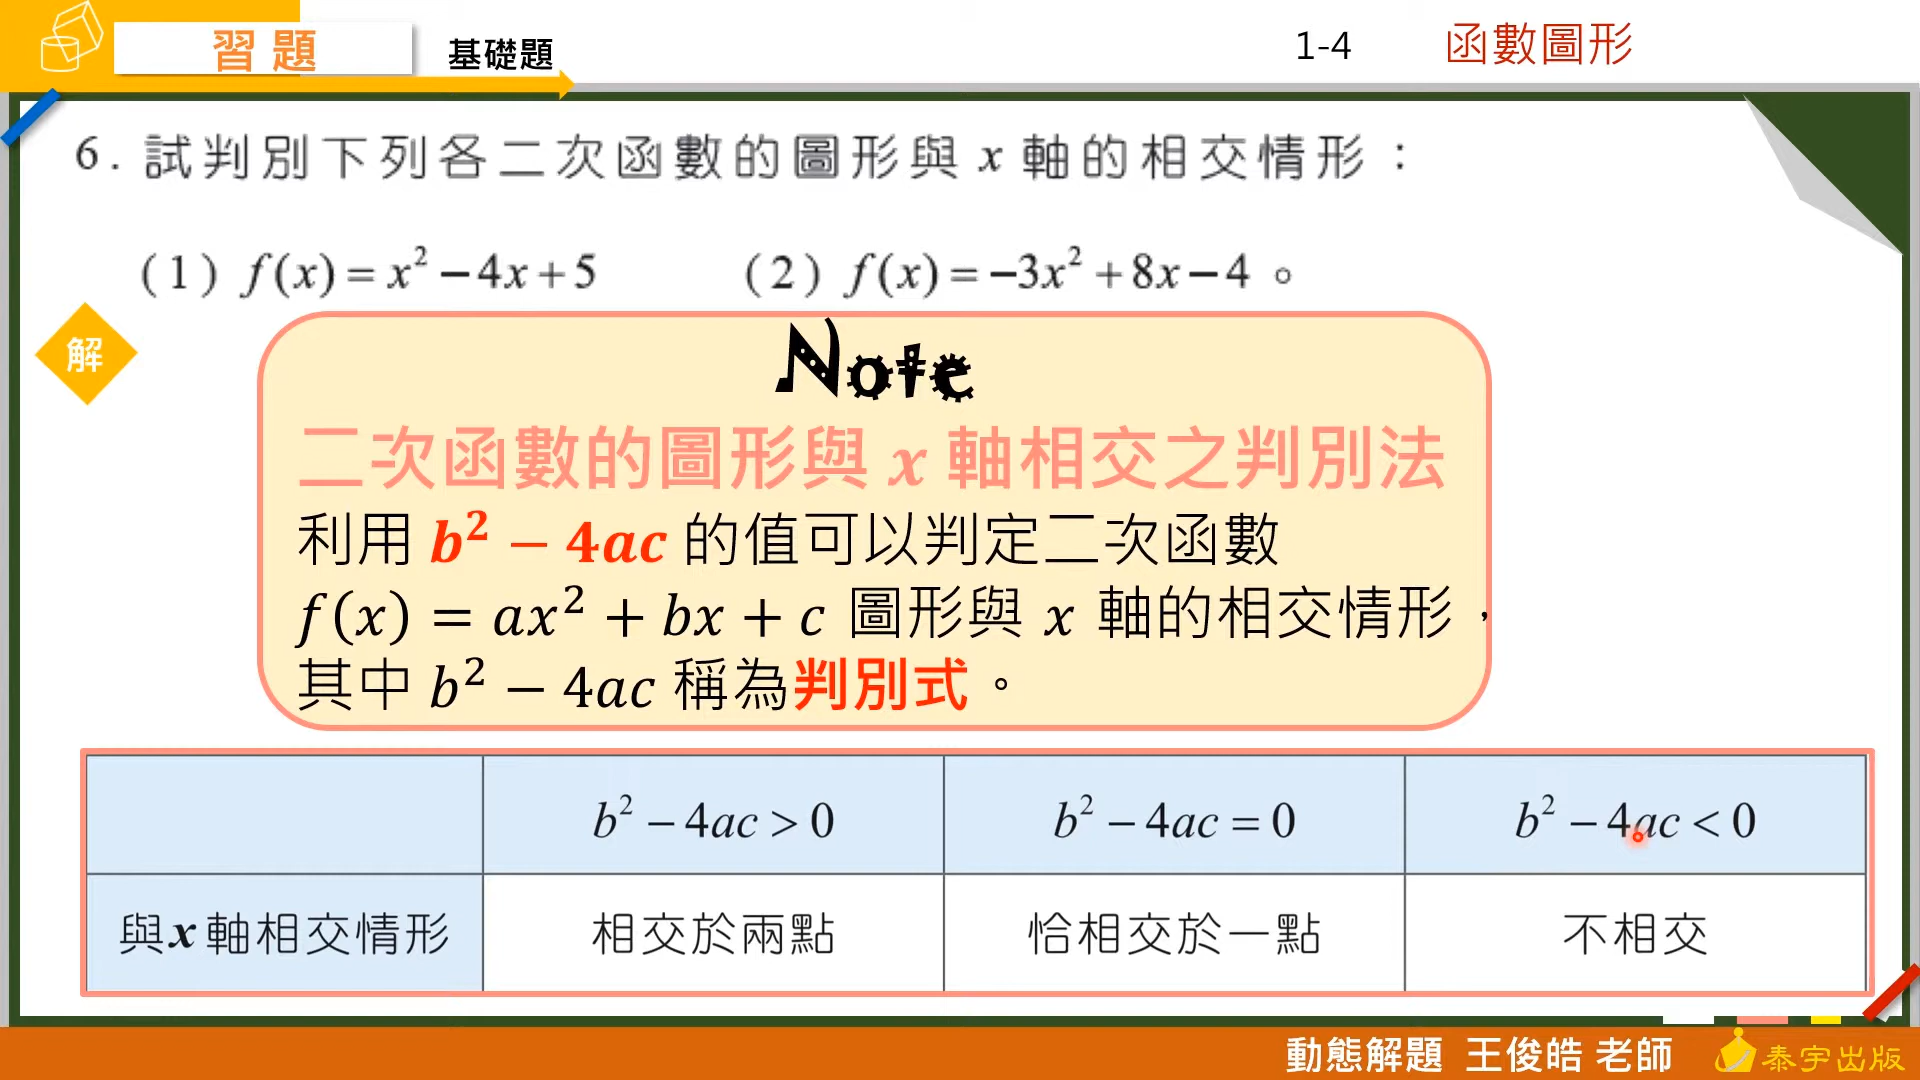 習題
基礎題
1-4 函數圖形
6. 試判別下列各二次函數的圖形與 x 軸的相交情形：
(1) f(x) = x² − 4x + 5 (2) f(x) = −3x² + 8x − 4。
解
Note
二次函數的圖形與 x 軸相交之判別法
利用 b² − 4ac 的值可以判定二次函數
f(x) = ax² + bx + c 圖形與 x 軸的相交情形，
其中 b² − 4ac 稱為判別式。
b² − 4ac > 0 b² − 4ac = 0 b² − 4ac < 0
與x軸相交情形 相交於兩點 恰相交於一點 不相交
動態解題 王俊皓 老師 泰宇出版